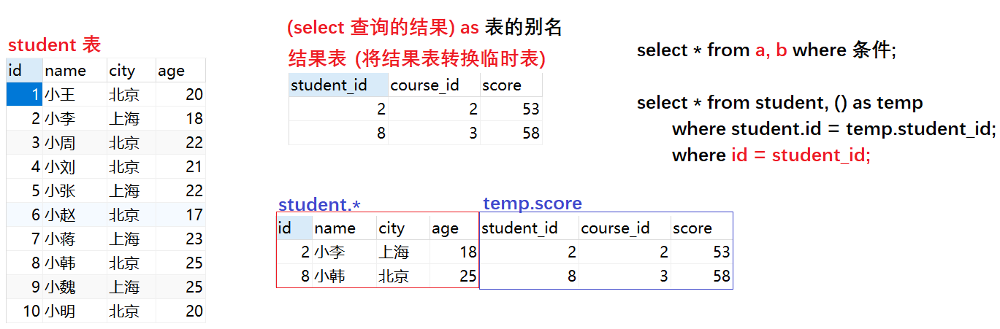 student 表
id name city age
1 小王 北京 20
2 小李 上海 18
3 小周 北京 22
4 小刘 北京 21
5 小张 上海 22
6 小赵 北京 17
7 小蒋 上海 23
8 小韩 北京 25
9 小魏 上海 25
10 小明 北京 20
(select 查询的结果) as 表的别名
结果表 (将结果表转换临时表)
student_id course_id score
2 2 53
8 3 58
select * from a, b where 条件;
select * from student, () as temp
where student.id = temp.student_id;
where id = student_id;
student.* temp.score
id name city age student_id course_id score
2 小李 上海 18 2 2 53
8 小韩 北京 25 8 3 58